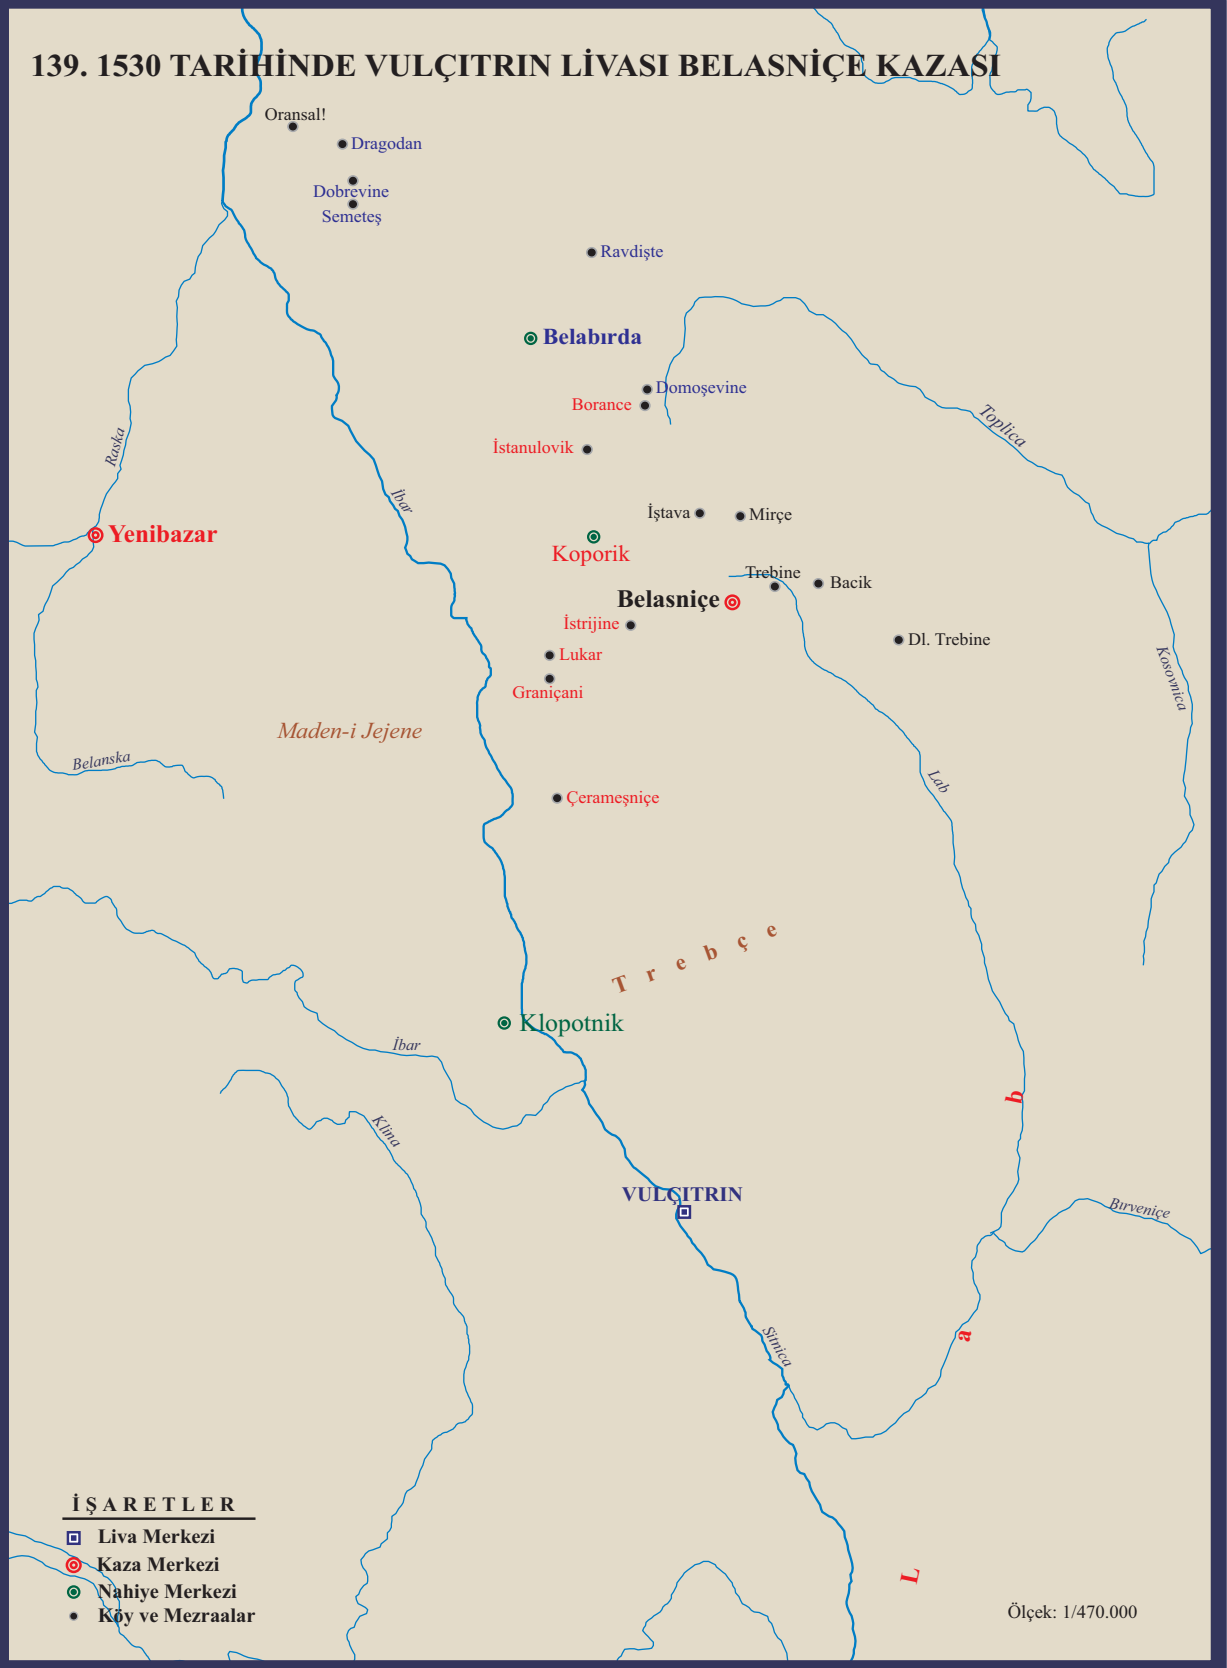 139. 1530 TARİHİNDE VULÇITRIN LİVASI BELASNİÇE KAZASI
Oransal!
Dragodan
Dobrevine
Semeteş
Ravdişte
Belabırda
Domoşevine
Borance
Toplica
Raska
İstanulovik
İbar
İştava
Mirçe
Yenibazar
Koporik
Trebine
Bacik
Belasniçe
İstrijine
Dl. Trebine
Lukar
Kosovnica
Graniçani
Maden-i Jejene
Belanska
Lab
Çerameşniçe
Trebçe
Klopotnik
İbar
Klina
VULÇITRIN
Bırveniçe
Sitnica
Lab
İŞARETLER
Liva Merkezi
Kaza Merkezi
Nahiye Merkezi
Köy ve Mezraalar
Ölçek: 1/470.000